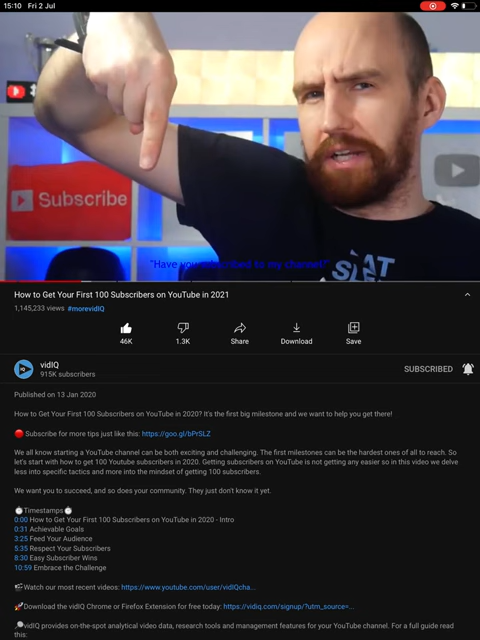 15:10 Fri 2 Jul
Subscribe
EAT
"Have you subscribed to my channel?"
How to Get Your First 100 Subscribers on YouTube in 2021
1,145,233 views #morevidIQ
46K 1.3K Share Download Save
vidIQ
915K subscribers
SUBSCRIBED
Published on 13 Jan 2020
How to Get Your First 100 Subscribers on YouTube in 2021? It's the first big milestone and we want to help you get there!
🔴 Subscribe for more tips just like this: https://goo.gl/bPrSLZ
We all know starting a YouTube channel can be both exciting and challenging. The first milestones can be the hardest ones of all to reach. So
let's start with how to get 100 Youtube subscribers in 2020. Getting subscribers on YouTube is not getting any easier so in this video we delve
less into specific tactics and more into the mindset of getting 100 subscribers.
We want you to succeed, and so does your community. They just don't know it yet.
⏱Timestamps⏱
0:00 How to Get Your First 100 Subscribers on YouTube in 2020 - Intro
0:31 Achievable Goals
3:25 Feed Your Audience
5:35 Respect Your Subscribers
8:30 Easy Subscriber Wins
10:59 Embrace the Challenge
🎬Watch our most recent videos: https://www.youtube.com/user/vidIQcha...
🚀Download the vidIQ Chrome or Firefox Extension for free today: https://vidiq.com/signup/?utm_source=...
🔎vidIQ provides on-the-spot analytical video data, research tools and management features for your YouTube channel. For a full guide read
this: